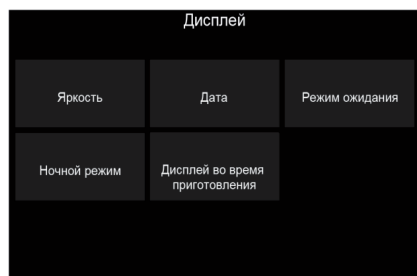 Дисплей
Яркость
Дата
Режим ожидания
Ночной режим
Дисплей во время
приготовления